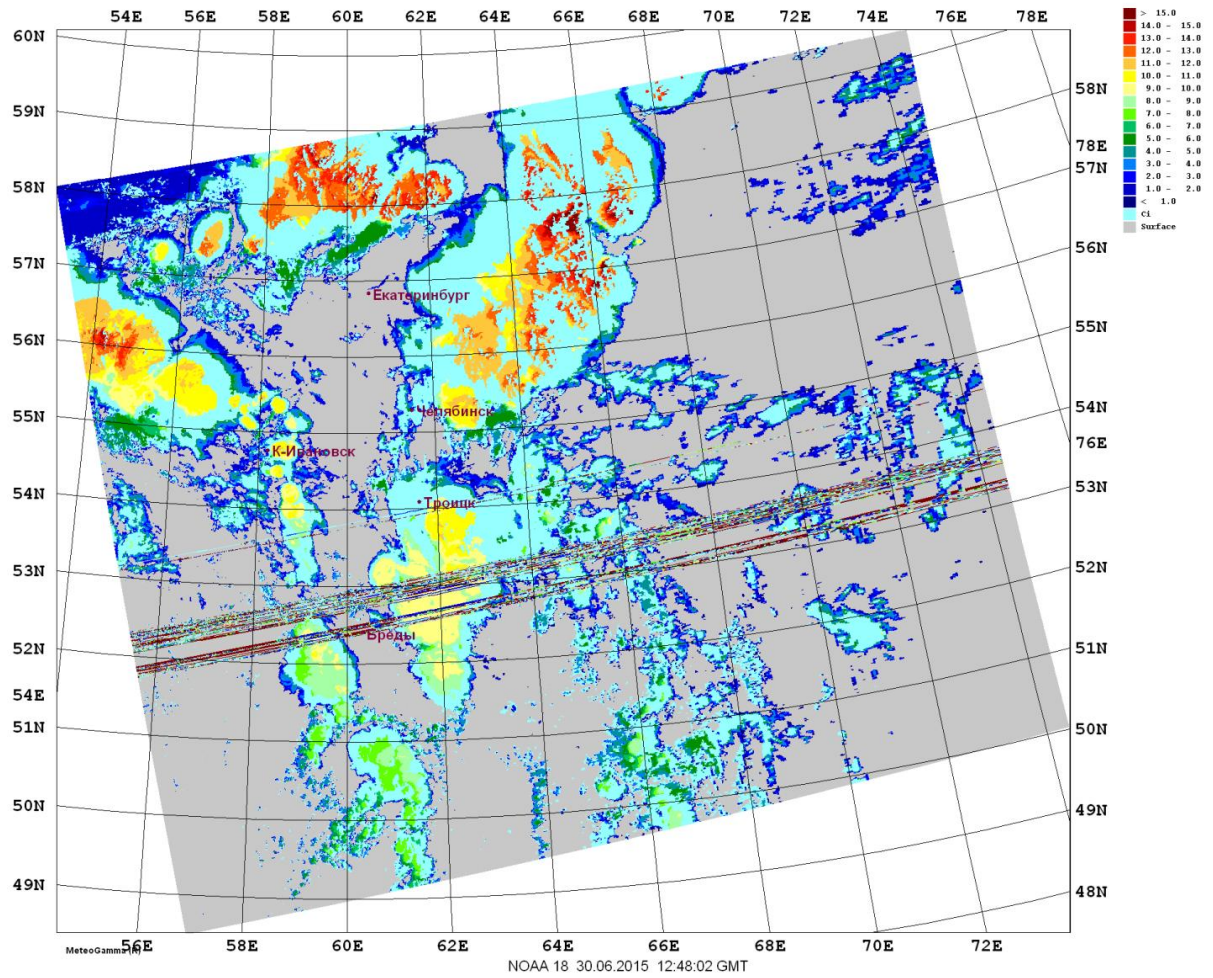 54E 56E 58E 60E 62E 64E 66E 68E 70E 72E 74E 76E 78E
> 15.0
14.0 - 15.0
13.0 - 14.0
12.0 - 13.0
11.0 - 12.0
10.0 - 11.0
9.0 - 10.0
8.0 - 9.0
7.0 - 8.0
6.0 - 7.0
5.0 - 6.0
4.0 - 5.0
3.0 - 4.0
2.0 - 3.0
1.0 - 2.0
< 1.0
Ci
Surface
60N
59N
58N
58N
78E
57N
57N
Екатеринбург
56N
56N
55N
55N
Челябинск
54N
К-Ивановск
76E
54N
Троицк
53N
53N
52N
Бреды
52N
51N
54E
51N
50N
50N
49N
49N
48N
MeteoGamma (R)
56E 58E 60E 62E 64E 66E 68E 70E 72E
NOAA 18 30.06.2015 12:48:02 GMT